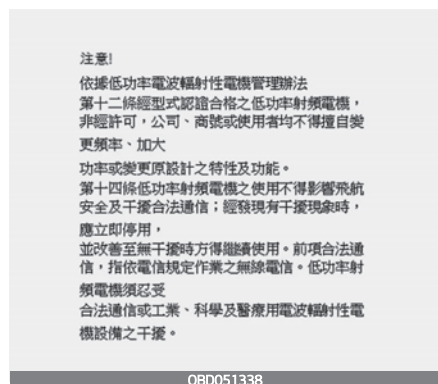 注意!
依據低功率電波輻射性電機管理辦法
第十二條經型式認證合格之低功率射頻電機，
非經許可，公司、商號或使用者均不得擅自變
更頻率、加大
功率或變更原設計之特性及功能。
第十四條低功率射頻電機之使用不得影響飛航
安全及干擾合法通信；經發現有干擾現象時，
應立即停用，
並改善至無干擾時方得繼續使用。前項合法通
信，指依電信規定作業之無線電信。低功率射
頻電機須忍受
合法通信或工業、科學及醫療用電波輻射性電
機設備之干擾。
OBD051338